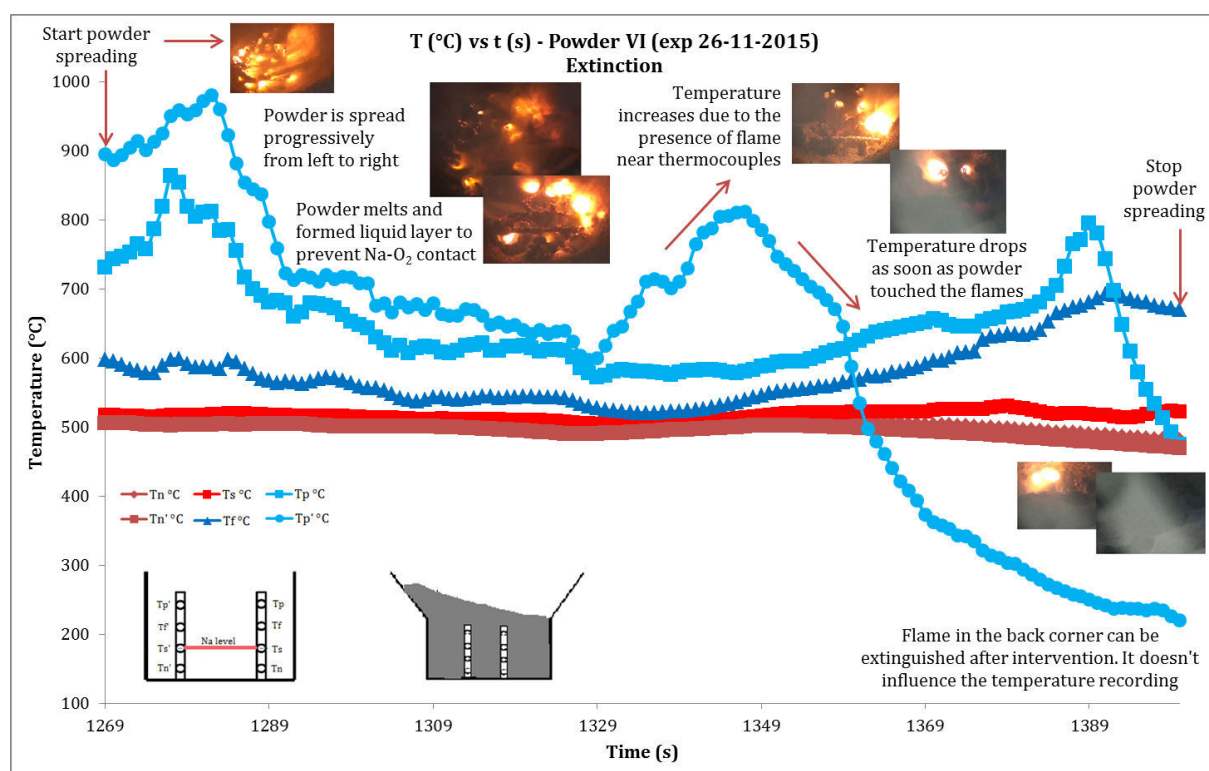 T (°C) vs t (s) - Powder VI (exp 26-11-2015)
Extinction
Start powder
spreading
Powder is spread
progressively
from left to right
Powder melts and
formed liquid layer to
prevent Na-O₂ contact
Temperature
increases due to the
presence of flame
near thermocouples
Temperature drops
as soon as powder
touched the flames
Stop
powder
spreading
Temperature (°C)
1000
900
800
700
600
500
400
300
200
100
Tn °C
Ts °C
Tp °C
Tn' °C
Tf °C
Tp' °C
Tp'
Tp
Tf'
Tf
Na level
Ts'
Ts
Tn'
Tn
Flame in the back corner can be
extinguished after intervention. It doesn't
influence the temperature recording
1269
1289
1309
1329
1349
1369
1389
Time (s)